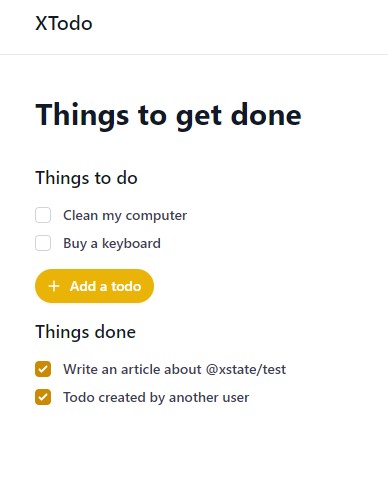 XTodo
Things to get done
Things to do
Clean my computer
Buy a keyboard
+ Add a todo
Things done
Write an article about @xstate/test
Todo created by another user